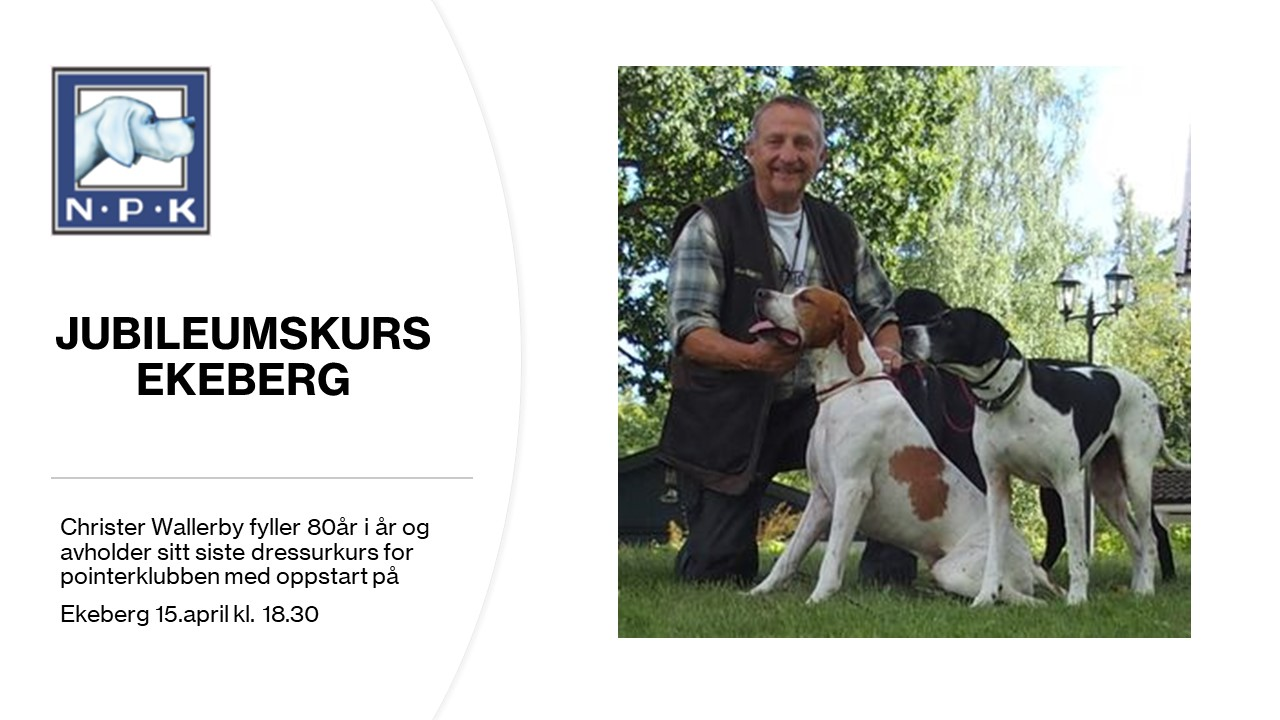 N·P·K
JUBILEUMSKURS
EKEBERG
Christer Wallerby fyller 80år i år og
avholder sitt siste dressurkurs for
pointerklubben med oppstart på
Ekeberg 15.april kl. 18.30